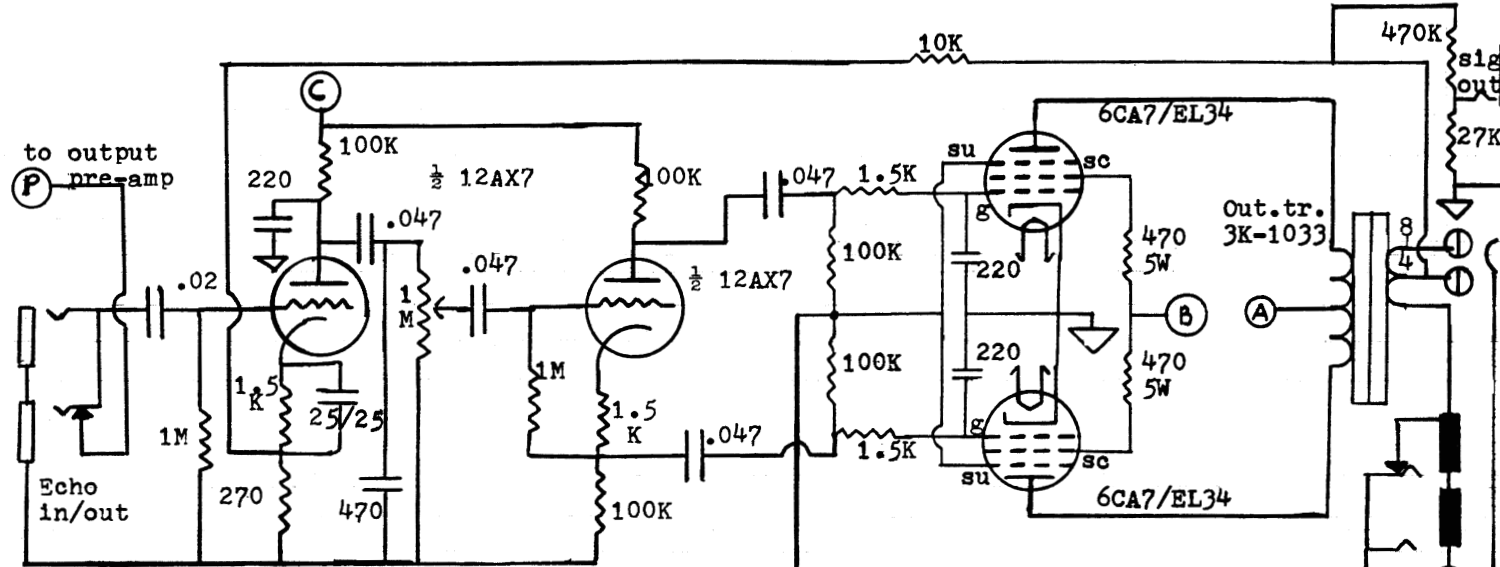 10K
470K
sig
out
27K
C
100K
to output
pre-amp
P
220
½ 12AX7
100K
.047
.047
1.5K
6CA7/EL34
su
sc
g
Out.tr.
3K-1033
8
4
470
5W
100K
220
B
A
.02
.047
1
M
½ 12AX7
1M
100K
220
470
5W
1.5
K
25/25
1.5
K
.047
1.5K
g
su
sc
1M
Echo
in/out
270
470
100K
6CA7/EL34